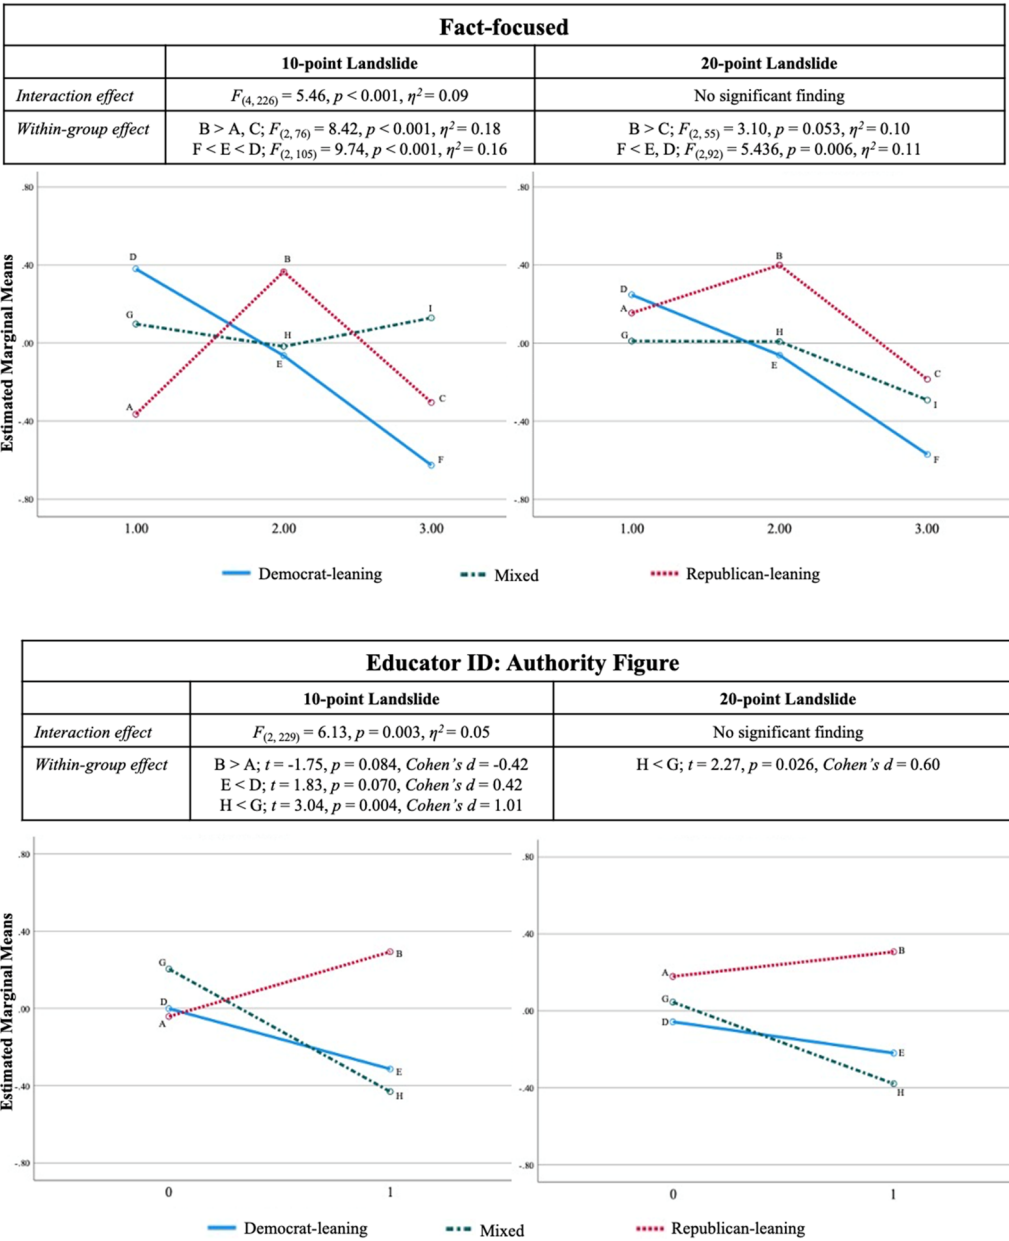 Fact-focused
10-point Landslide 20-point Landslide
Interaction effect F(4, 226) = 5.46, p < 0.001, η² = 0.09 No significant finding
Within-group effect B > A, C; F(2, 76) = 8.42, p < 0.001, η² = 0.18 B > C; F(2, 55) = 3.10, p = 0.053, η² = 0.10
F < E < D; F(2, 105) = 9.74, p < 0.001, η² = 0.16 F < E, D; F(2,92) = 5.436, p = 0.006, η² = 0.11
Estimated Marginal Means
.80 .80
.40 .40
.00 .00
-.40 -.40
-.80 -.80
D B G I H E A C F
D B A G H E C I F
1.00 2.00 3.00 1.00 2.00 3.00
Democrat-leaning Mixed Republican-leaning
Educator ID: Authority Figure
10-point Landslide 20-point Landslide
Interaction effect F(2, 229) = 6.13, p = 0.003, η² = 0.05 No significant finding
Within-group effect B > A; t = -1.75, p = 0.084, Cohen's d = -0.42 H < G; t = 2.27, p = 0.026, Cohen's d = 0.60
E < D; t = 1.83, p = 0.070, Cohen's d = 0.42
H < G; t = 3.04, p = 0.004, Cohen's d = 1.01
Estimated Marginal Means
.80 .80
.40 .40
.00 .00
-.40 -.40
-.80 -.80
G D A B E H
A G D B E H
0 1 0 1
Democrat-leaning Mixed Republican-leaning